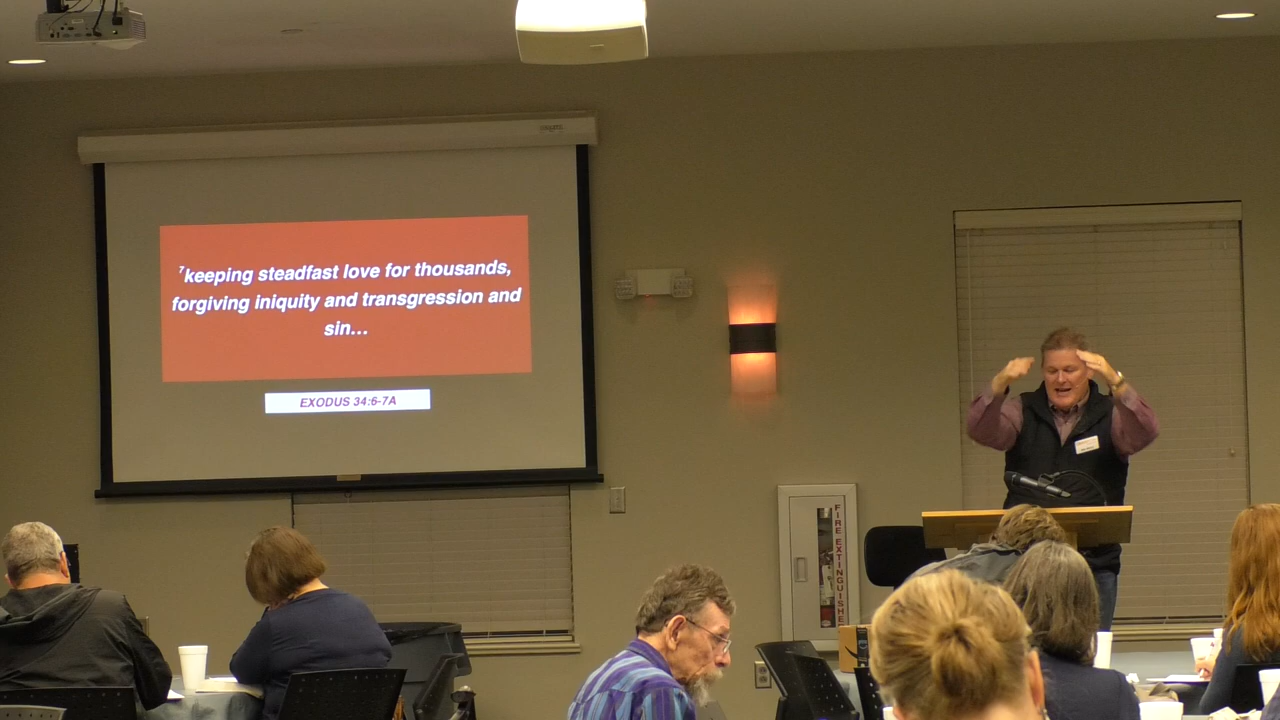 ⁷keeping steadfast love for thousands,
forgiving iniquity and transgression and
sin...
EXODUS 34:6-7A
FIRE EXTINGUISHER